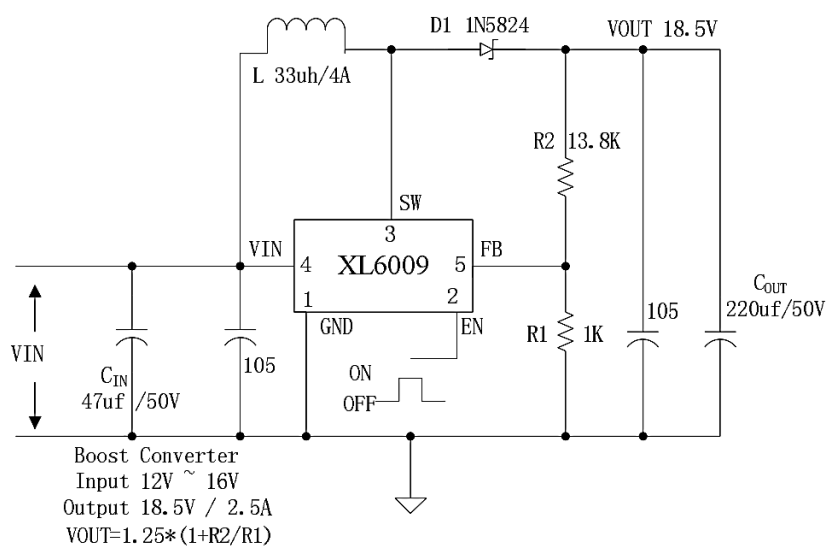 D1 1N5824
VOUT 18.5V
L 33uh/4A
R2 13.8K
SW
3
VIN
4
XL6009
5
FB
1
2
GND
EN
R1 1K
105
COUT
220uf/50V
VIN
CIN
47uf /50V
105
ON
OFF
Boost Converter
Input 12V ~ 16V
Output 18.5V / 2.5A
VOUT=1.25*(1+R2/R1)